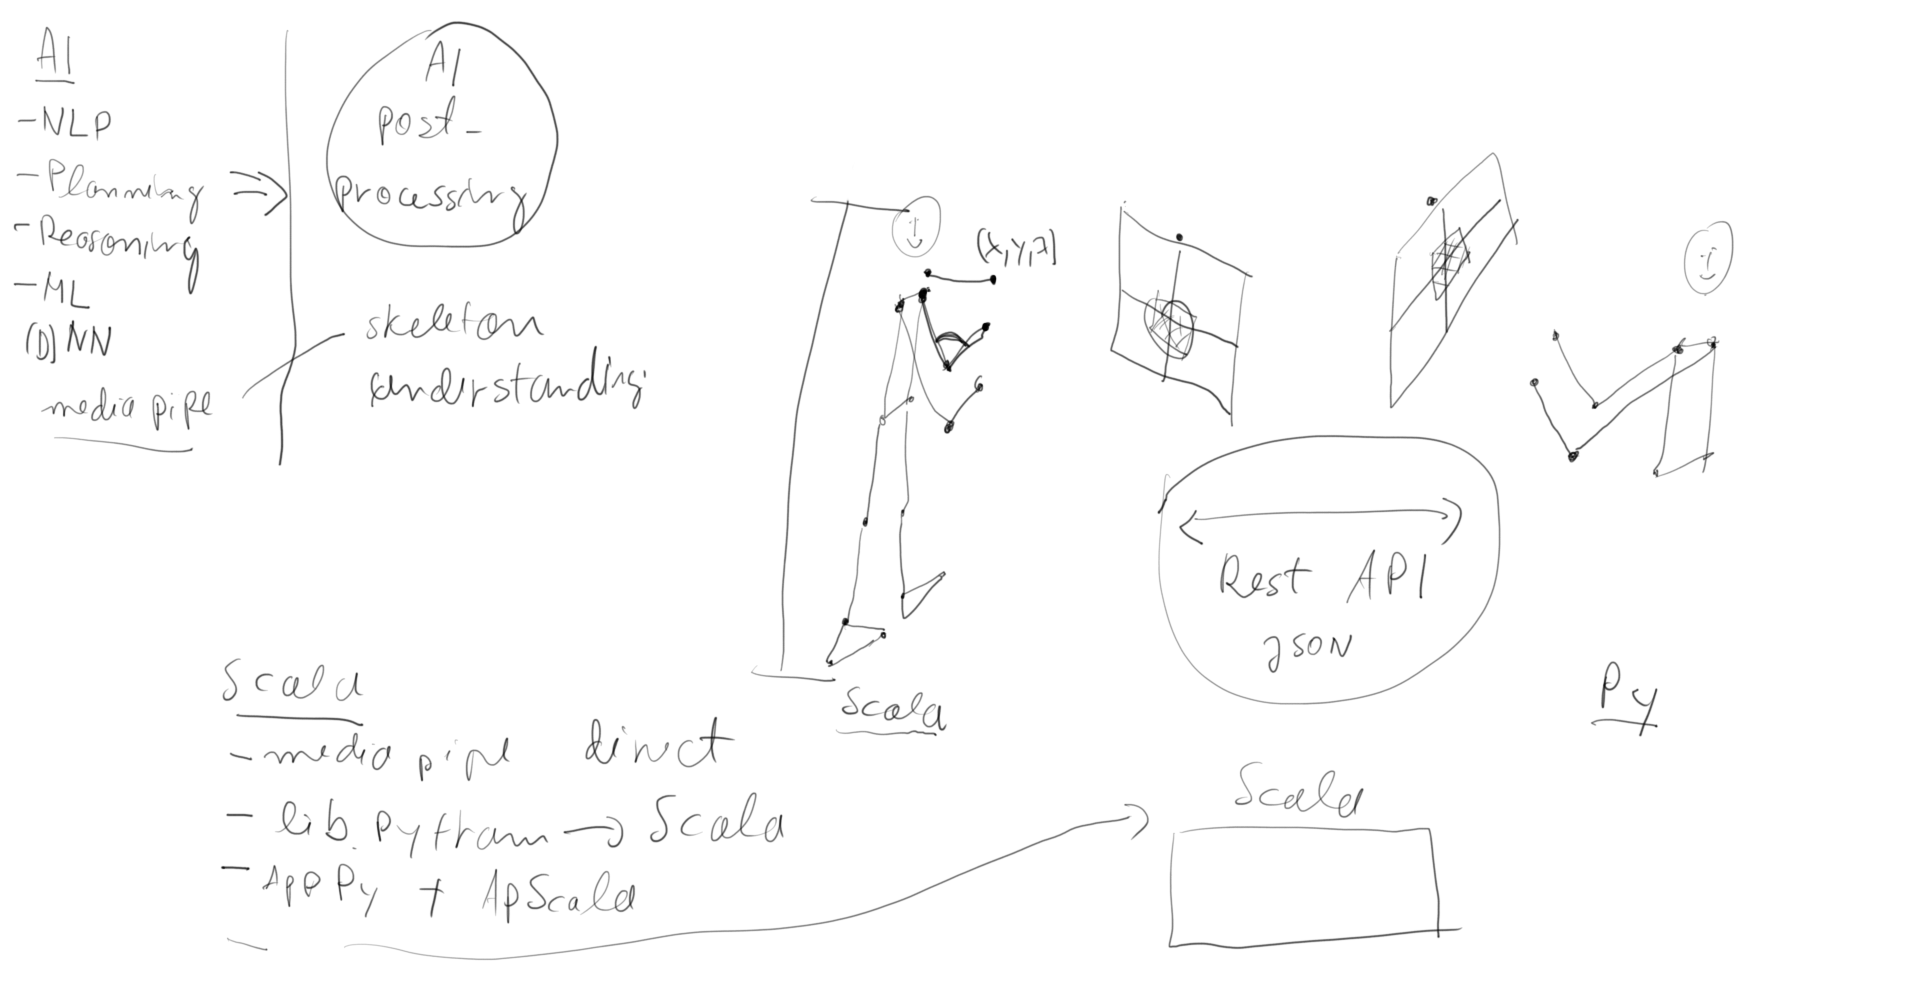 AI
-NLP
-Planning
-Reasoning
-ML
(D)NN
media pipe
AI
post-
processing
skeleton
understanding
(x,y,z)
Rest API
JSON
Scala
Py
Scala
-media pipe direct
- lib. Python → Scala
- App Py + ApScala
-
Scala